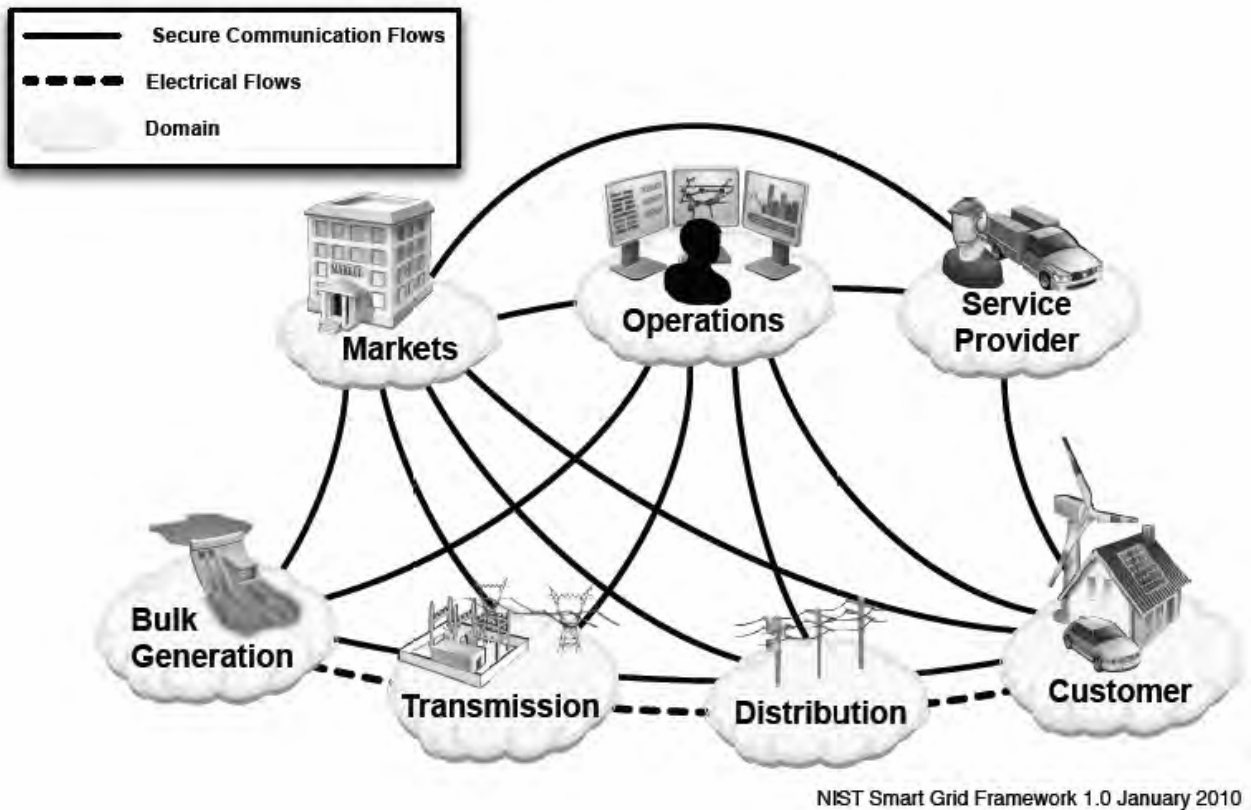 Secure Communication Flows
Electrical Flows
Domain
MARKET
Markets
Operations
Service
Provider
Bulk
Generation
Transmission
Distribution
Customer
NIST Smart Grid Framework 1.0 January 2010